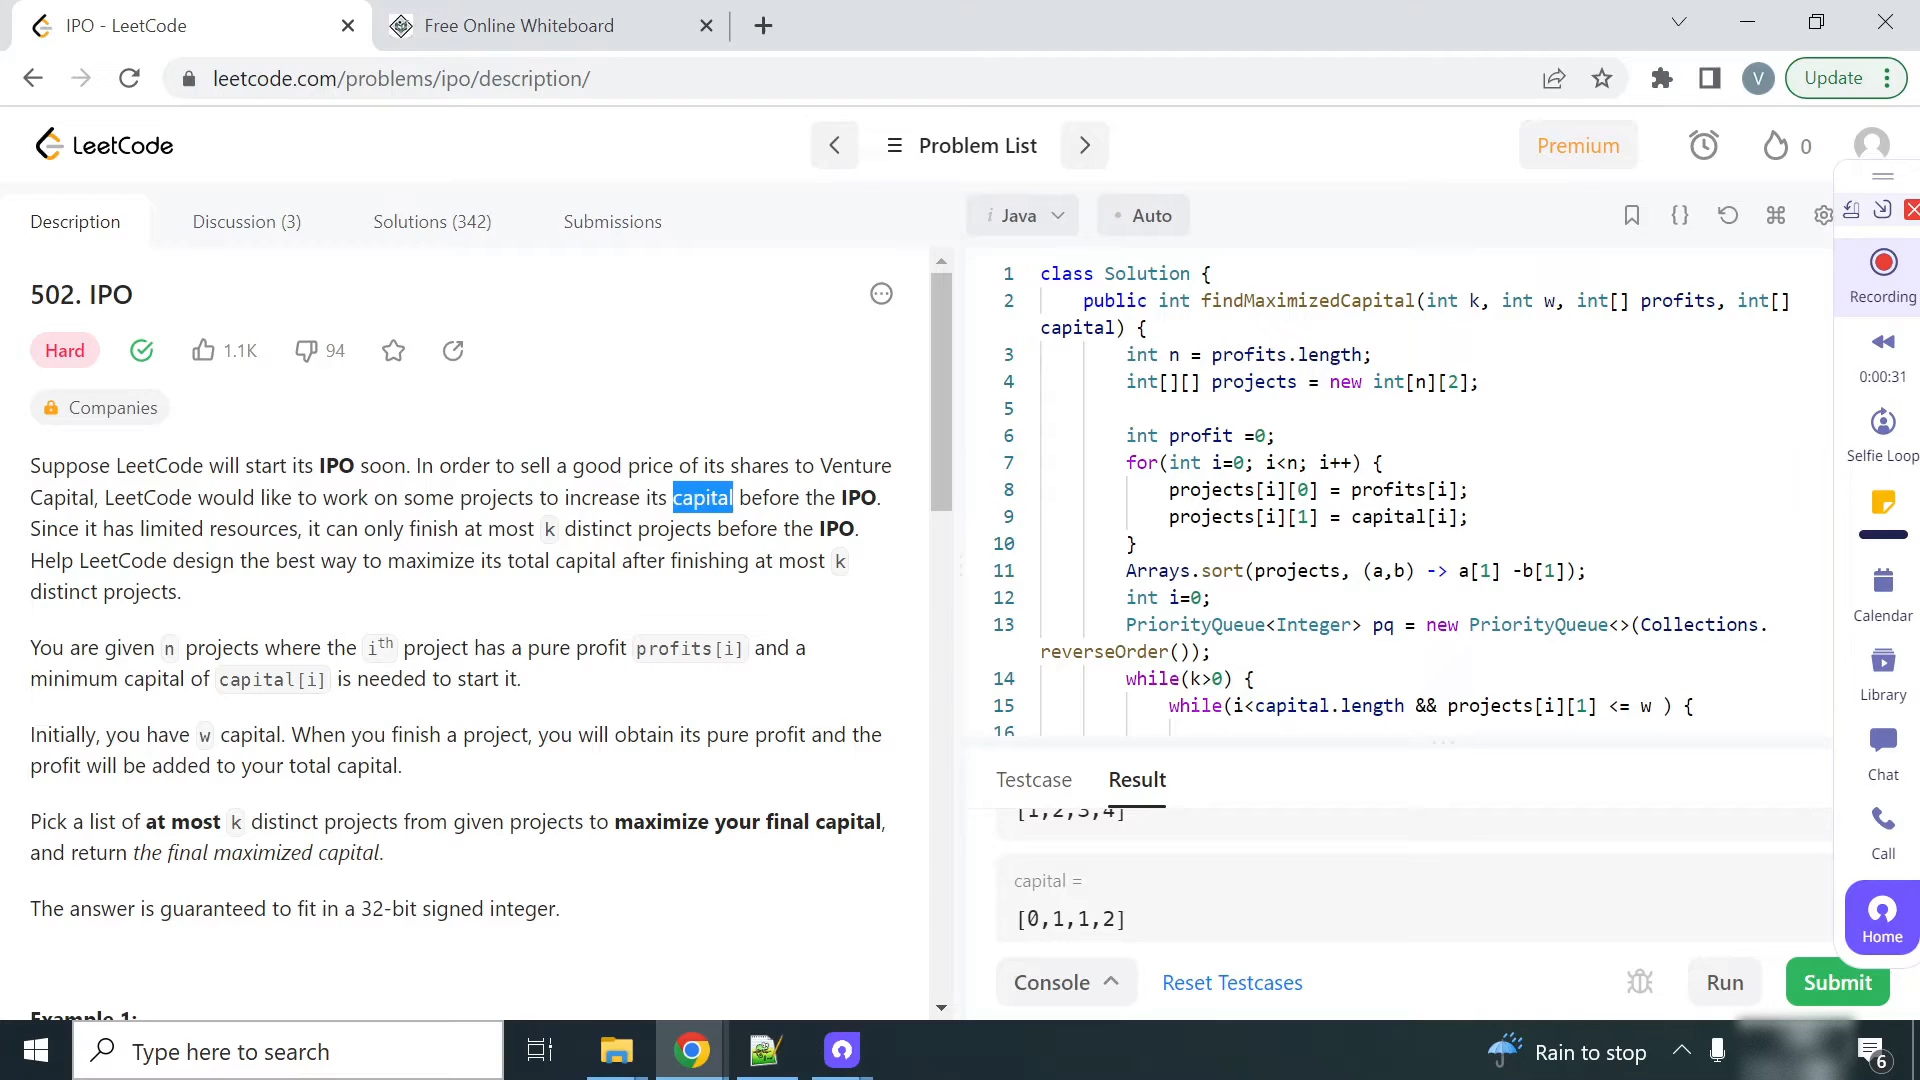 IPO - LeetCode
Free Online Whiteboard
leetcode.com/problems/ipo/description/
V
Update
LeetCode
Problem List
Premium
0
Description
Discussion (3)
Solutions (342)
Submissions
i Java
Auto
502. IPO
Hard
1.1K
94
Companies
Suppose LeetCode will start its IPO soon. In order to sell a good price of its shares to Venture
Capital, LeetCode would like to work on some projects to increase its capital before the IPO.
Since it has limited resources, it can only finish at most k distinct projects before the IPO.
Help LeetCode design the best way to maximize its total capital after finishing at most k
distinct projects.
You are given n projects where the ith project has a pure profit profits[i] and a
minimum capital of capital[i] is needed to start it.
Initially, you have w capital. When you finish a project, you will obtain its pure profit and the
profit will be added to your total capital.
Pick a list of at most k distinct projects from given projects to maximize your final capital,
and return the final maximized capital.
The answer is guaranteed to fit in a 32-bit signed integer.
Example 1:
1 class Solution {
2 public int findMaximizedCapital(int k, int w, int[] profits, int[]
capital) {
3 int n = profits.length;
4 int[][] projects = new int[n][2];
5
6 int profit =0;
7 for(int i=0; i<n; i++) {
8 projects[i][0] = profits[i];
9 projects[i][1] = capital[i];
10 }
11 Arrays.sort(projects, (a,b) -> a[1] -b[1]);
12 int i=0;
13 PriorityQueue<Integer> pq = new PriorityQueue<>(Collections.
reverseOrder());
14 while(k>0) {
15 while(i<capital.length && projects[i][1] <= w ) {
16
Testcase
Result
[1,2,3,4]
capital =
[0,1,1,2]
Console
Reset Testcases
Run
Submit
Recording
0:00:31
Selfie Loop
Calendar
Library
Chat
Call
Home
Type here to search
Rain to stop
6